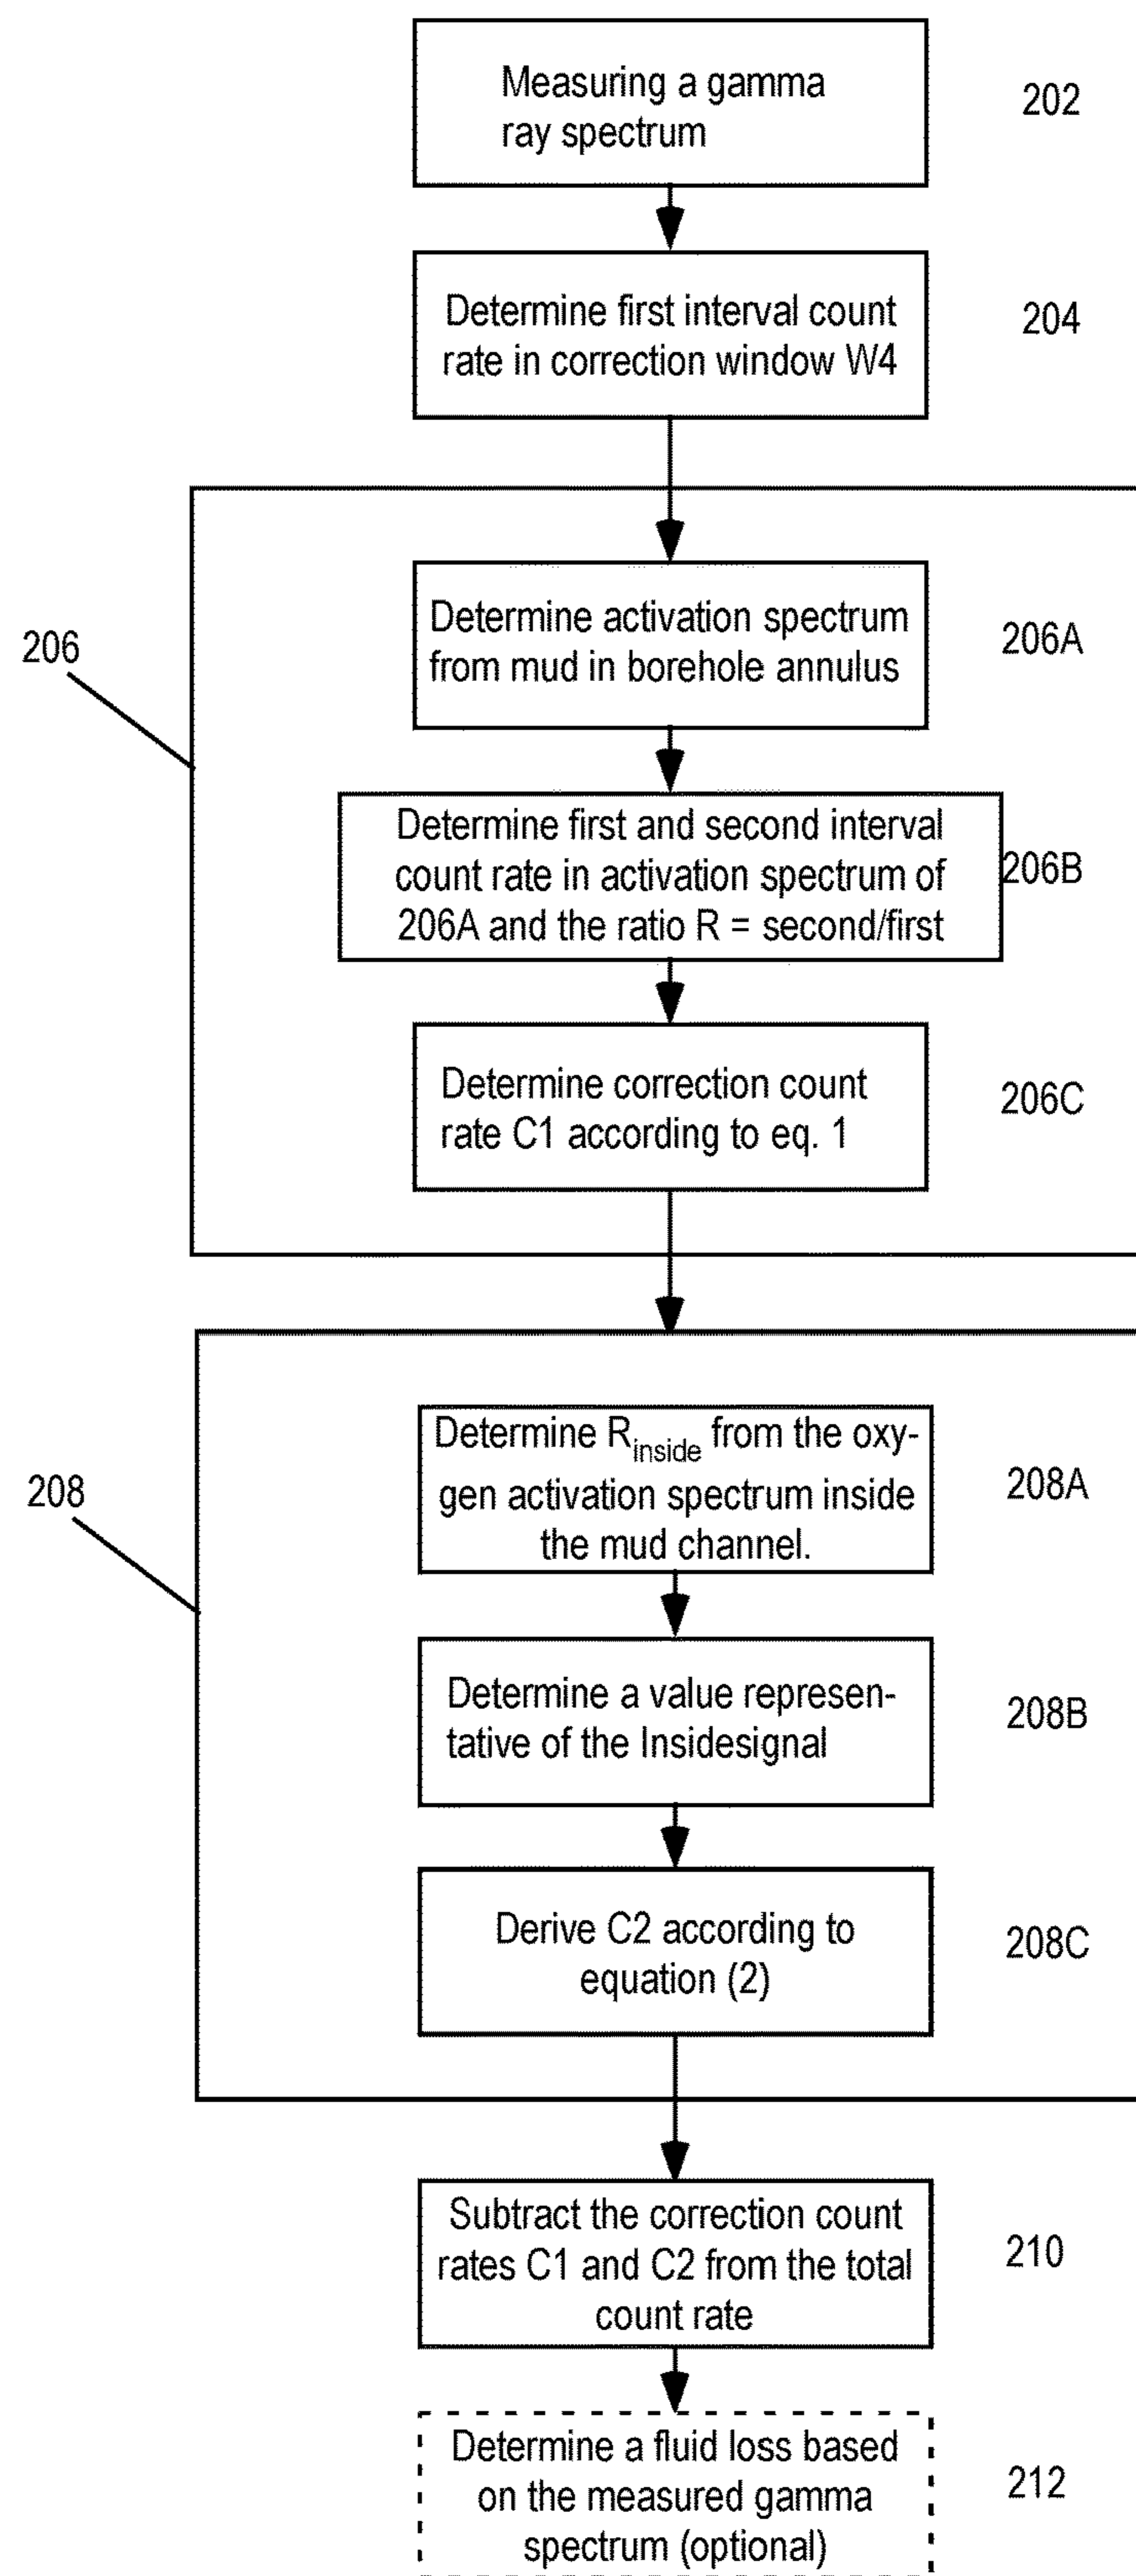 Measuring a gamma
ray spectrum
202
Determine first interval count
rate in correction window W4
204
206
Determine activation spectrum
from mud in borehole annulus
206A
Determine first and second interval
count rate in activation spectrum of
206A and the ratio R = second/first
206B
Determine correction count
rate C1 according to eq. 1
206C
208
Determine Rinside from the oxy-
gen activation spectrum inside
the mud channel.
208A
Determine a value represen-
tative of the Insidesignal
208B
Derive C2 according to
equation (2)
208C
Subtract the correction count
rates C1 and C2 from the total
count rate
210
Determine a fluid loss based
on the measured gamma
spectrum (optional)
212